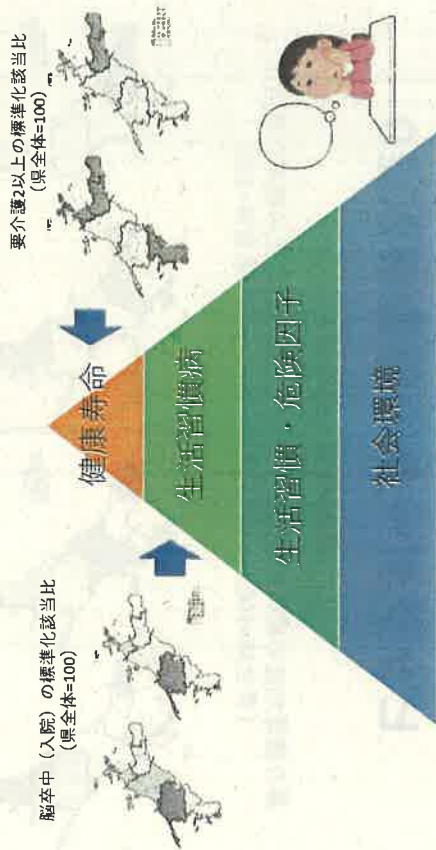 脳卒中（入院）の標準化該当比
（県全体=100）
要介護2以上の標準化該当比
（県全体=100）
健康寿命
生活習慣病
生活習慣・危険因子
社会環境